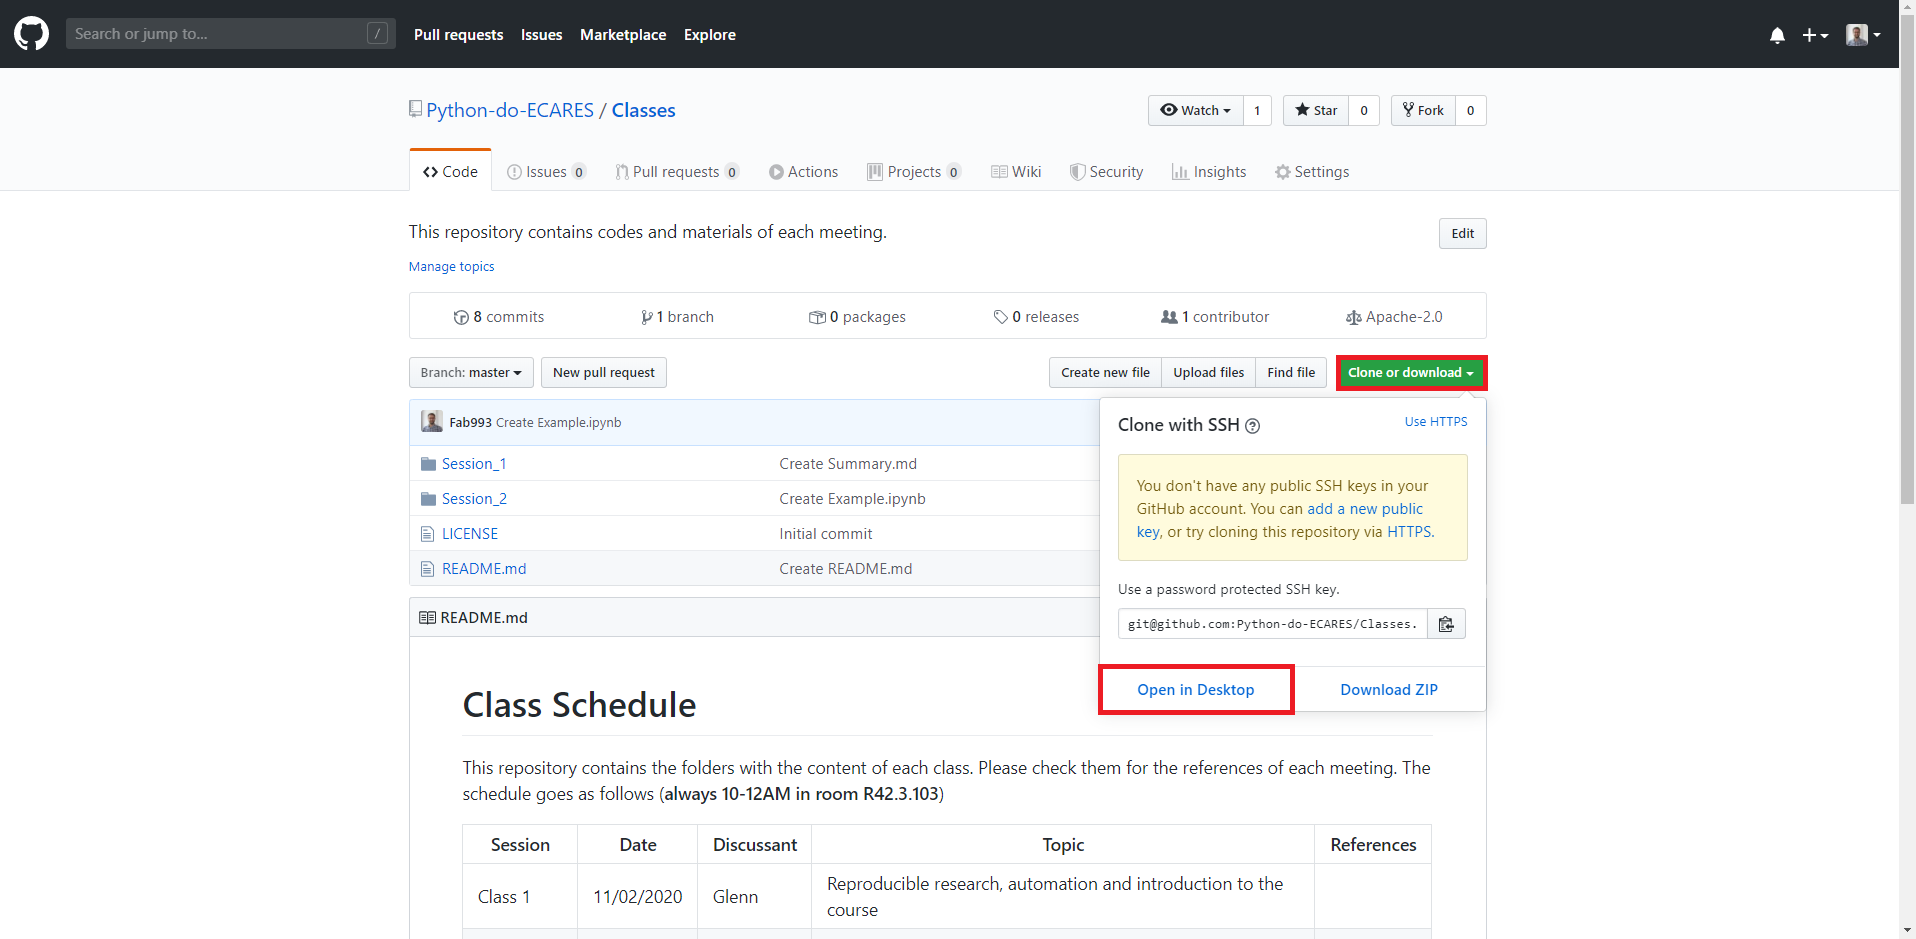 Search or jump to... /
Pull requests Issues Marketplace Explore
Python-do-ECARES / Classes
Watch 1 Star 0 Fork 0
Code Issues 0 Pull requests 0 Actions Projects 0 Wiki Security Insights Settings
This repository contains codes and materials of each meeting.
Edit
Manage topics
8 commits 1 branch 0 packages 0 releases 1 contributor Apache-2.0
Branch: master New pull request Create new file Upload files Find file Clone or download
Fab993 Create Example.ipynb
Session_1 Create Summary.md
Session_2 Create Example.ipynb
LICENSE Initial commit
README.md Create README.md
Clone with SSH Use HTTPS
You don't have any public SSH keys in your
GitHub account. You can add a new public
key, or try cloning this repository via HTTPS.
Use a password protected SSH key.
git@github.com:Python-do-ECARES/Classes.
Open in Desktop Download ZIP
README.md
Class Schedule
This repository contains the folders with the content of each class. Please check them for the references of each meeting. The
schedule goes as follows (always 10-12AM in room R42.3.103)
Session Date Discussant Topic References
Class 1 11/02/2020 Glenn Reproducible research, automation and introduction to the
course